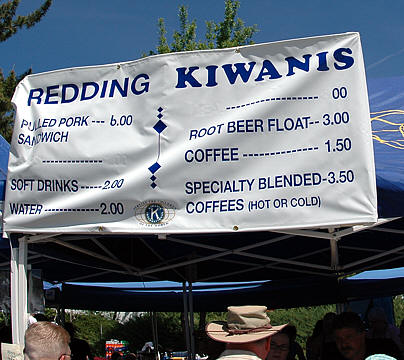 REDDING KIWANIS
PULLED PORK --- 6.00
SANDWICH
-----------
SOFT DRINKS ----- 2.00
WATER ----------- 2.00
-------------- 00
ROOT BEER FLOAT-- 3.00
COFFEE ----------- 1.50
SPECIALTY BLENDED-3.50
COFFEES (HOT OR COLD)
K